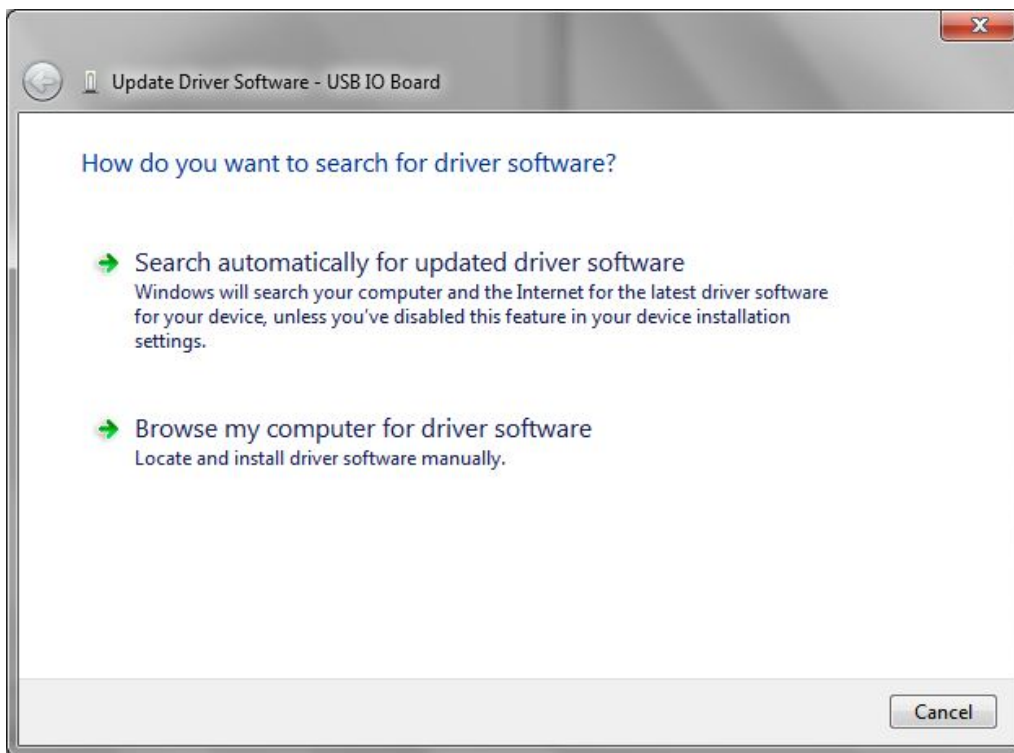 Update Driver Software - USB IO Board
How do you want to search for driver software?
Search automatically for updated driver software
Windows will search your computer and the Internet for the latest driver software
for your device, unless you've disabled this feature in your device installation
settings.
Browse my computer for driver software
Locate and install driver software manually.
Cancel